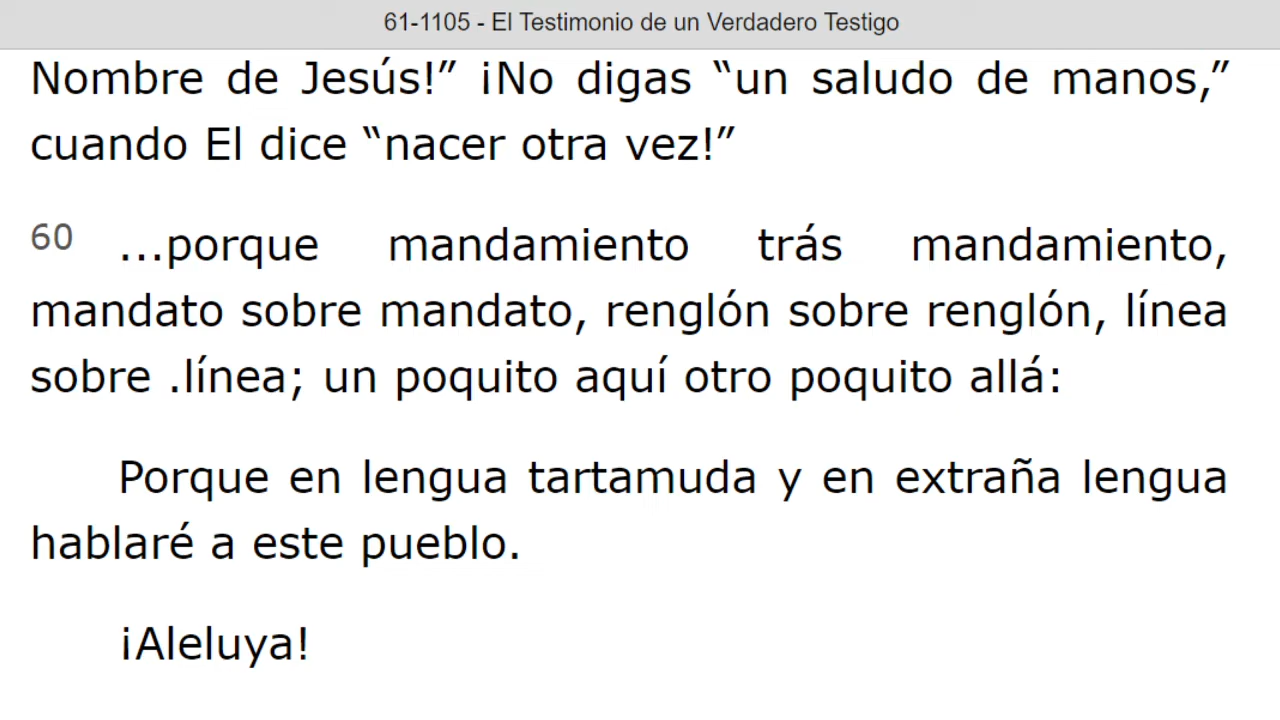 61-1105 - El Testimonio de un Verdadero Testigo
Nombre de Jesús!” ¡No digas “un saludo de manos,”
cuando El dice “nacer otra vez!”
60 ...porque mandamiento trás mandamiento,
mandato sobre mandato, renglón sobre renglón, línea
sobre .línea; un poquito aquí otro poquito allá:
Porque en lengua tartamuda y en extraña lengua
hablaré a este pueblo.
¡Aleluya!